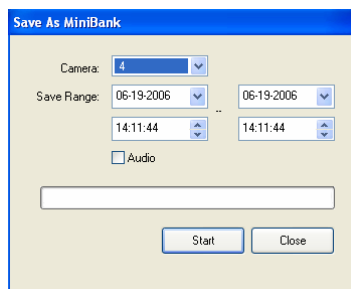 Save As MiniBank
Camera: 4
Save Range: 06-19-2006 .. 06-19-2006
14:11:44 14:11:44
Audio
Start Close